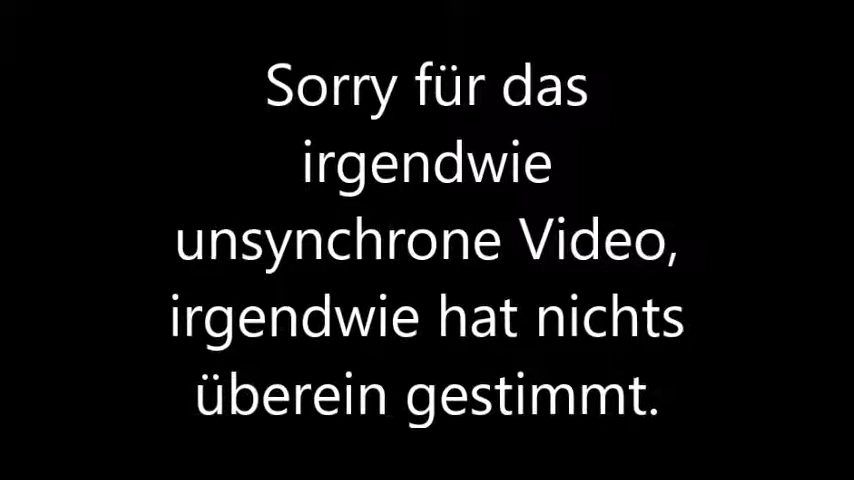 Sorry für das
irgendwie
unsynchrone Video,
irgendwie hat nichts
überein gestimmt.